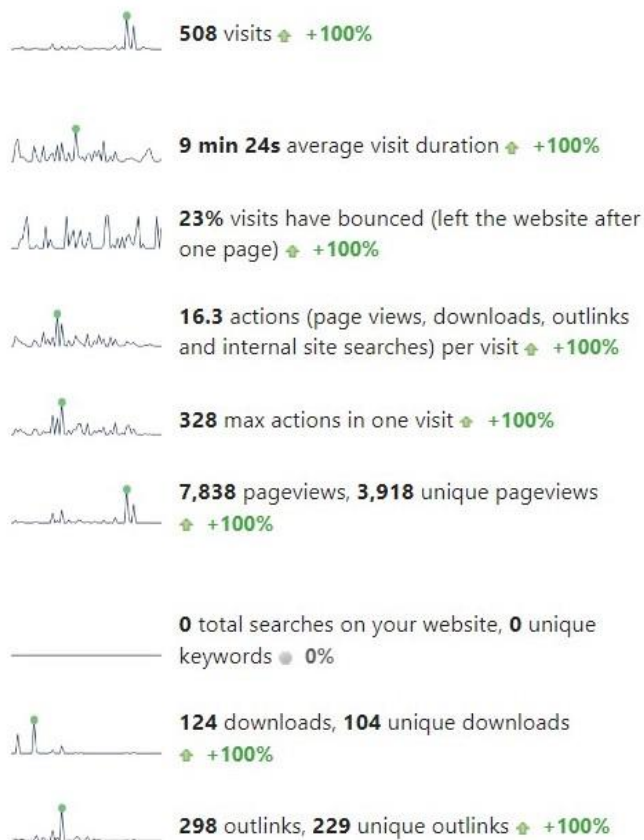 508 visits +100%
9 min 24s average visit duration +100%
23% visits have bounced (left the website after
one page) +100%
16.3 actions (page views, downloads, outlinks
and internal site searches) per visit +100%
328 max actions in one visit +100%
7,838 pageviews, 3,918 unique pageviews
+100%
0 total searches on your website, 0 unique
keywords 0%
124 downloads, 104 unique downloads
+100%
298 outlinks, 229 unique outlinks +100%